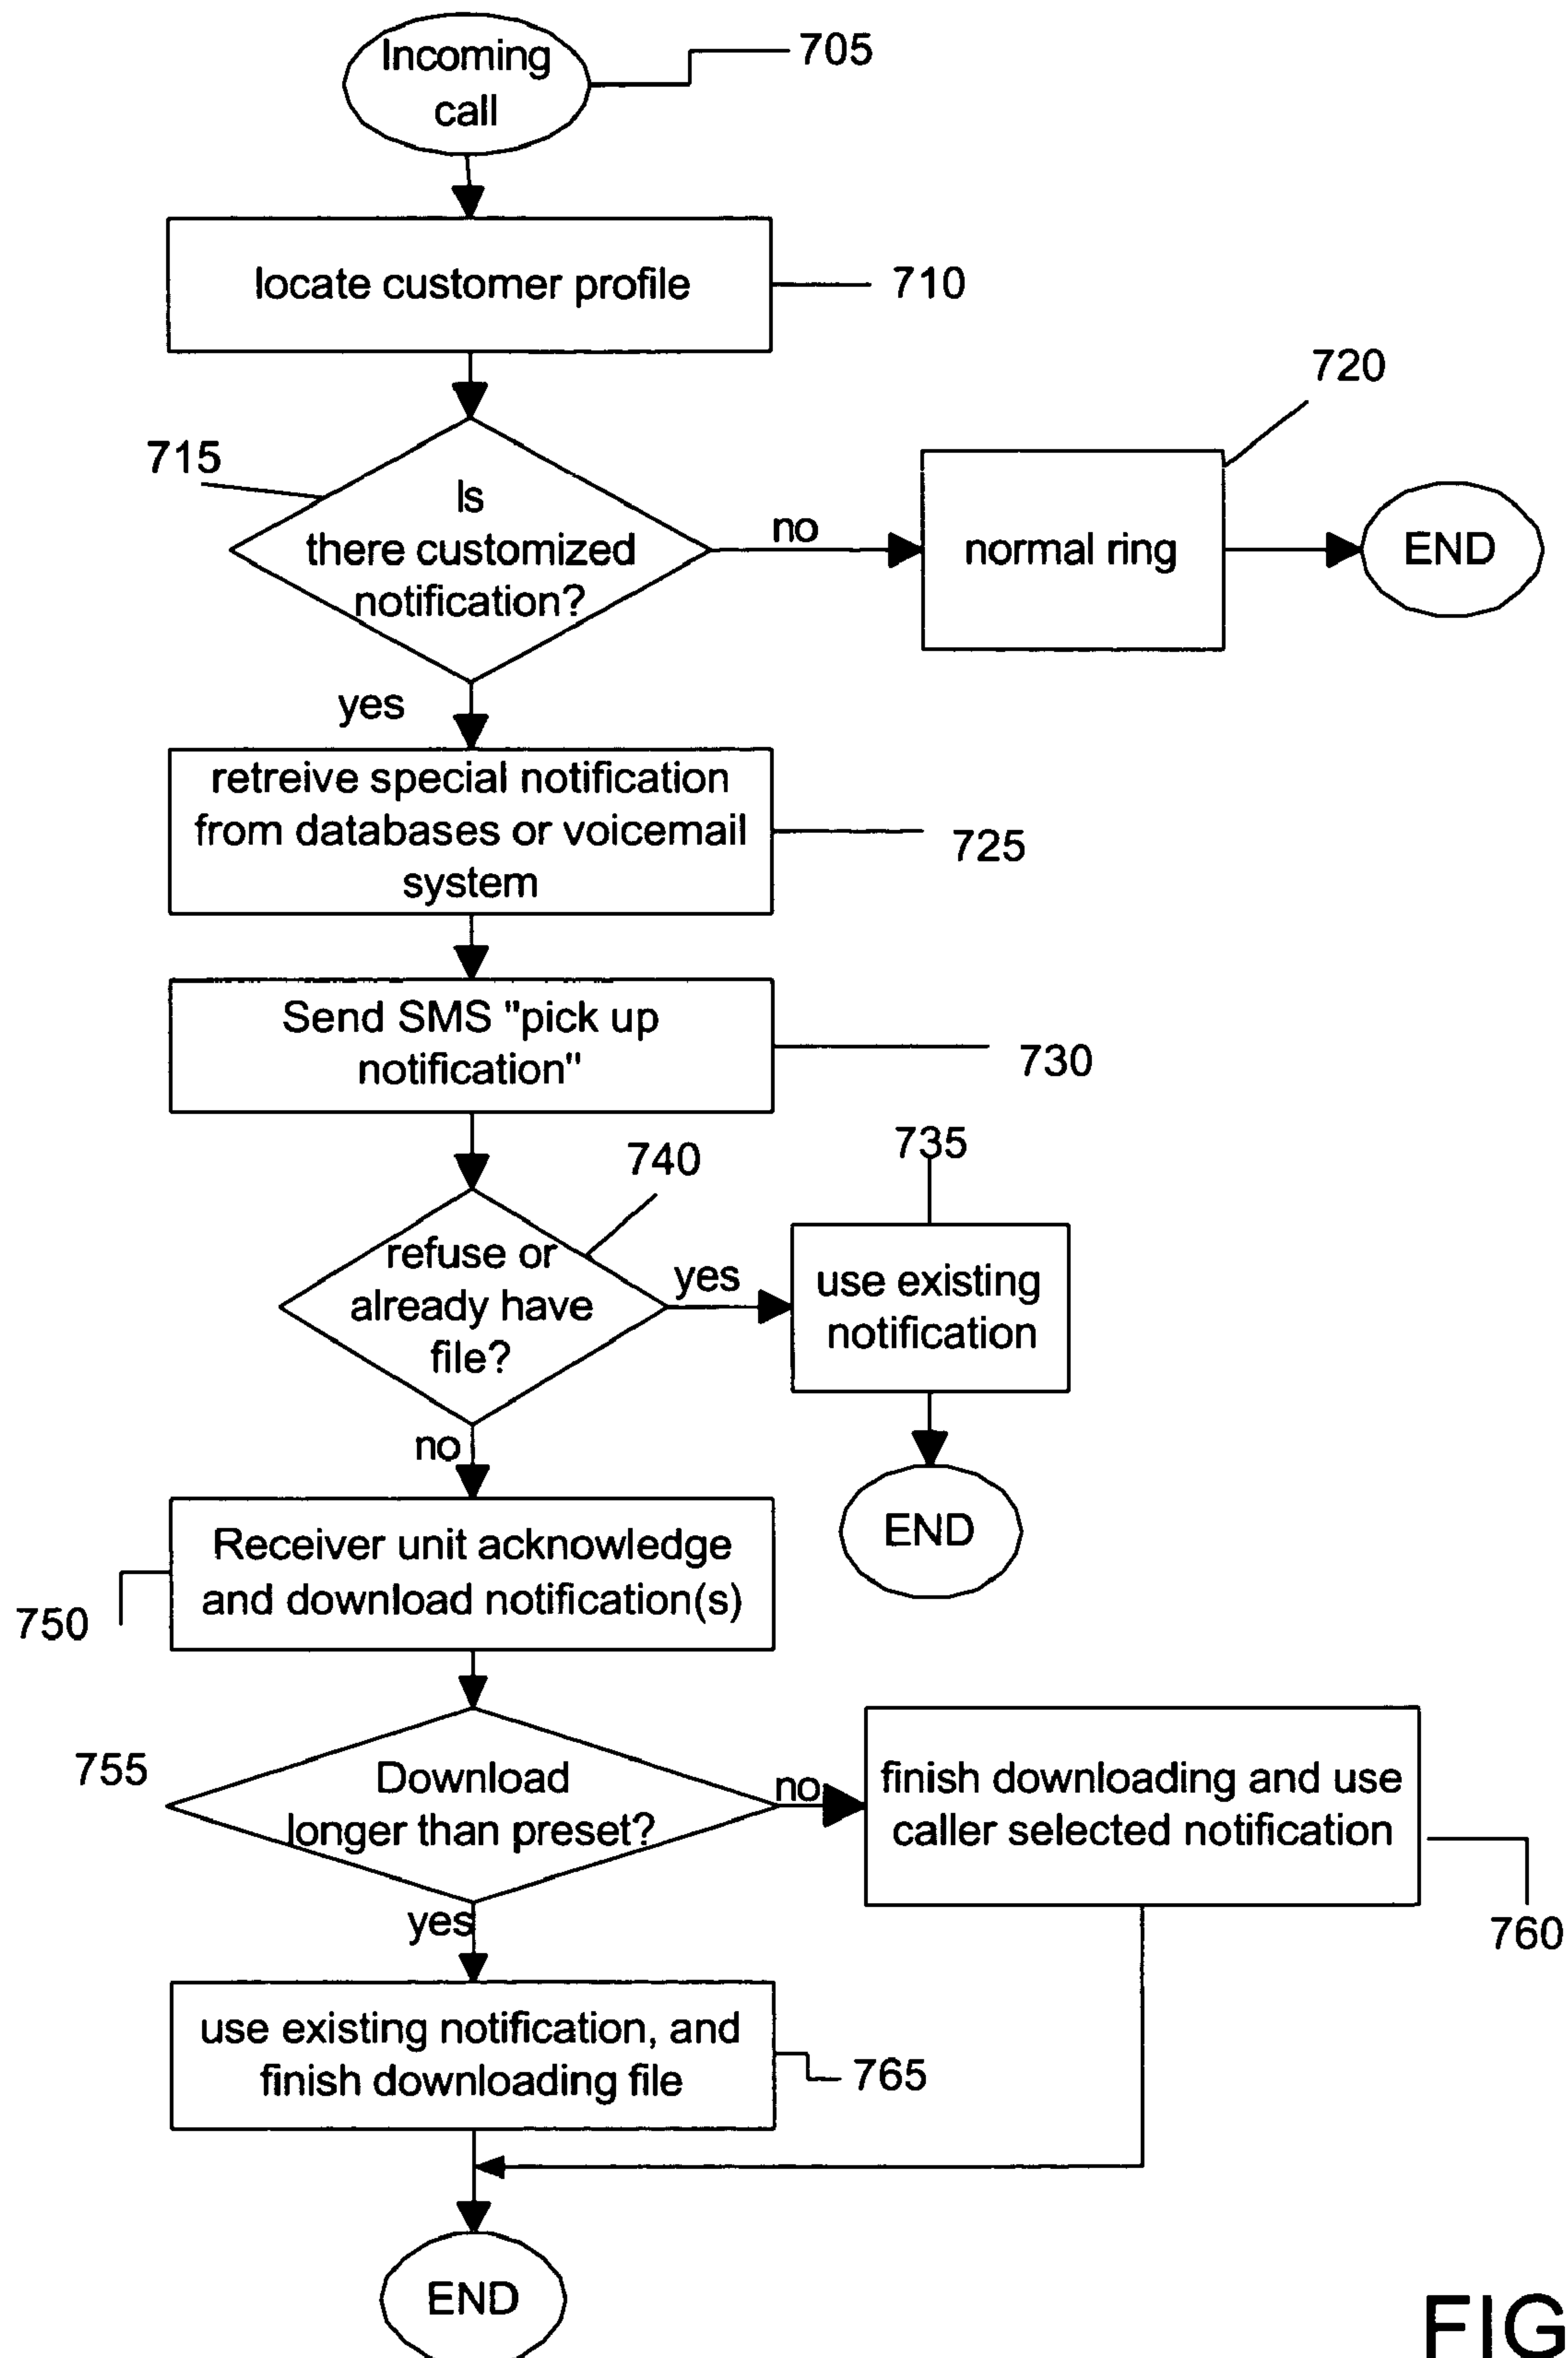 Incoming
call
705
locate customer profile
710
720
715
Is
there customized
notification?
no
normal ring
END
yes
retreive special notification
from databases or voicemail
system
725
Send SMS "pick up
notification"
730
735
740
refuse or
already have
file?
yes
use existing
notification
no
END
Receiver unit acknowledge
and download notification(s)
750
755
Download
longer than preset?
no
finish downloading and use
caller selected notification
760
yes
use existing notification, and
finish downloading file
765
END
FIG